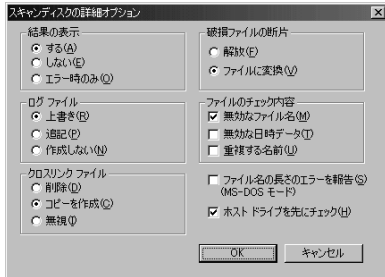 スキャンディスクの詳細オプション
結果の表示
する(A)
しない(E)
エラー時のみ(O)
ログ ファイル
上書き(R)
追記(P)
作成しない(N)
クロスリンク ファイル
削除(D)
コピーを作成(C)
無視(I)
破損ファイルの断片
解放(F)
ファイルに変換(V)
ファイルのチェック内容
無効なファイル名(M)
無効な日時データ(T)
重複する名前(U)
ファイル名の長さのエラーを報告(S)
(MS-DOS モード)
ホスト ドライブを先にチェック(H)
OK
キャンセル